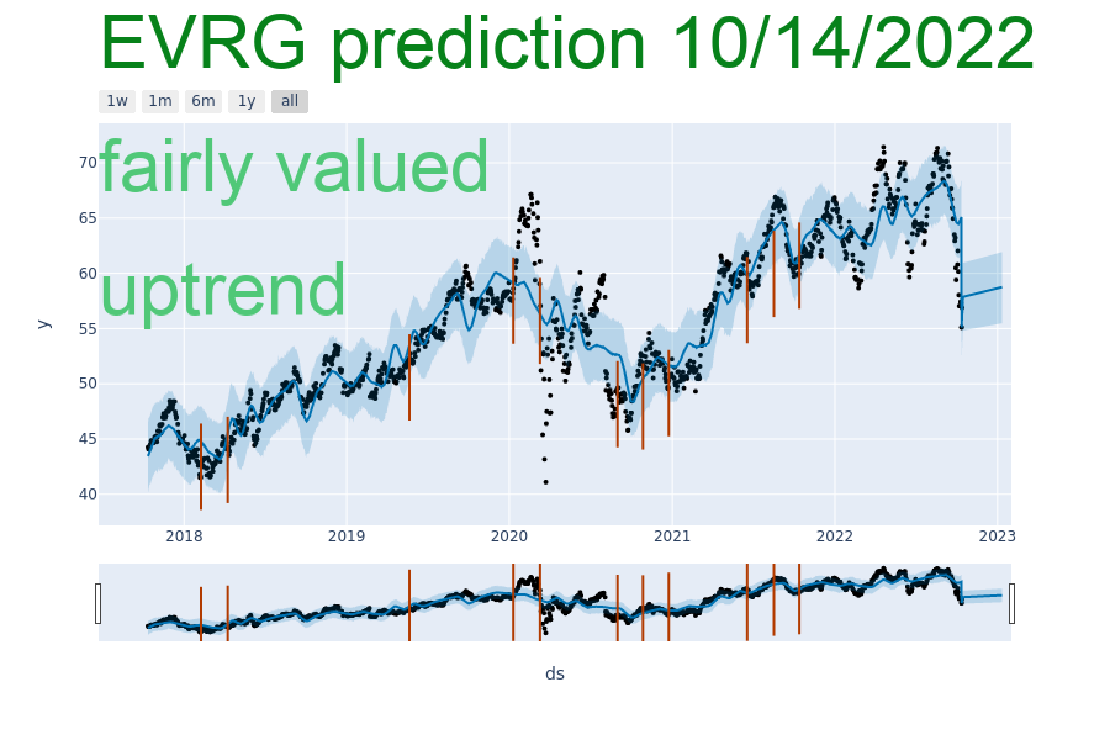 EVRG prediction 10/14/2022
1w 1m 6m 1y all
fairly valued
uptrend
70
65
60
55
50
45
40
y
2018 2019 2020 2021 2022 2023
ds